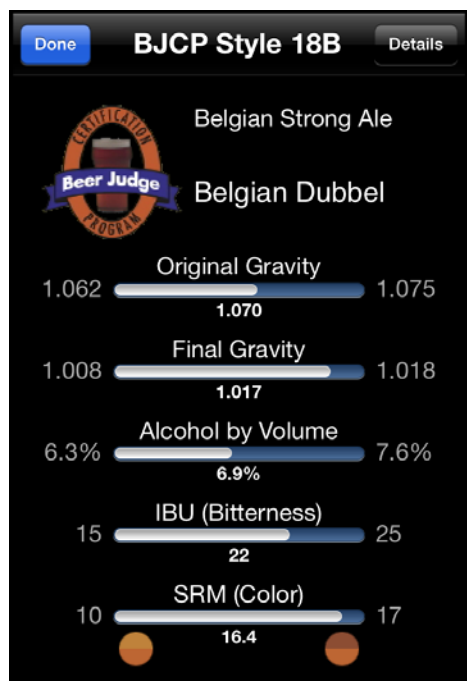 Done BJCP Style 18B Details
CERTIFICATION
Beer Judge
PROGRAM
Belgian Strong Ale
Belgian Dubbel
Original Gravity
1.062 1.075
1.070
Final Gravity
1.008 1.018
1.017
Alcohol by Volume
6.3% 7.6%
6.9%
IBU (Bitterness)
15 25
22
SRM (Color)
10 17
16.4